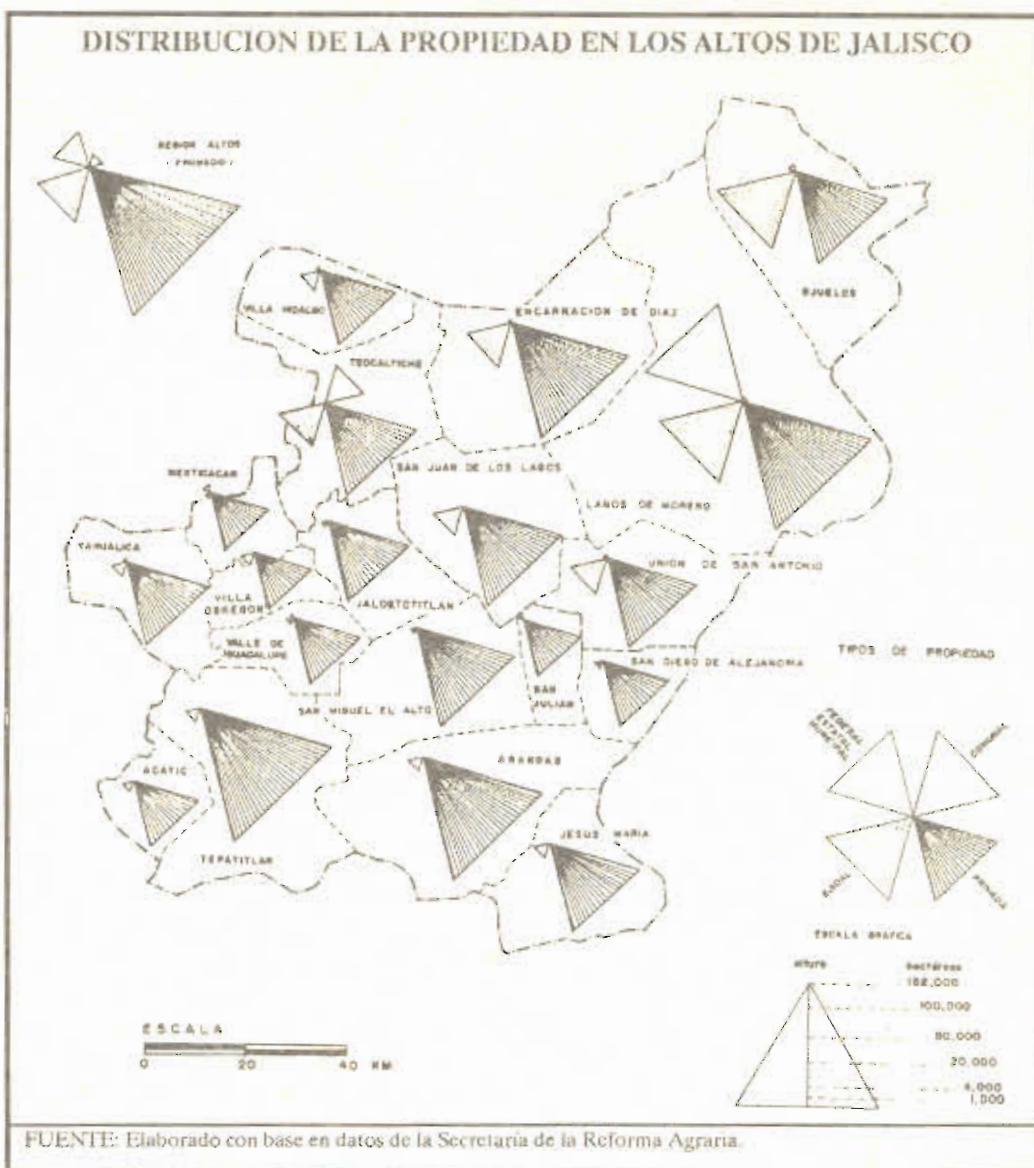 DISTRIBUCION DE LA PROPIEDAD EN LOS ALTOS DE JALISCO
REGION ALTOS
OJUELOS
VILLA HIDALGO
ENCARNACION DE DIAZ
TEOCALTICHE
SAN JUAN DE LOS LAGOS
MEXTICACAN
LAGOS DE MORENO
YAHUALICA
UNION DE SAN ANTONIO
VILLA
OBREGON
JALOSTOTITLAN
VALLE DE
GUADALUPE
SAN DIEGO DE ALEJANDRIA
TIPOS DE PROPIEDAD
SAN
JULIAN
SAN MIGUEL EL ALTO
FEDERAL
ESTATAL
MUNICIPAL
COMUNAL
ARANDAS
ACATIC
JESUS MARIA
TEPATITLAN
EJIDAL
PRIVADA
ESCALA GRAFICA
altura hectáreas
182,000
100,000
50,000
20,000
4,000
1,000
ESCALA
0 20 40 KM
FUENTE: Elaborado con base en datos de la Secretaría de la Reforma Agraria.